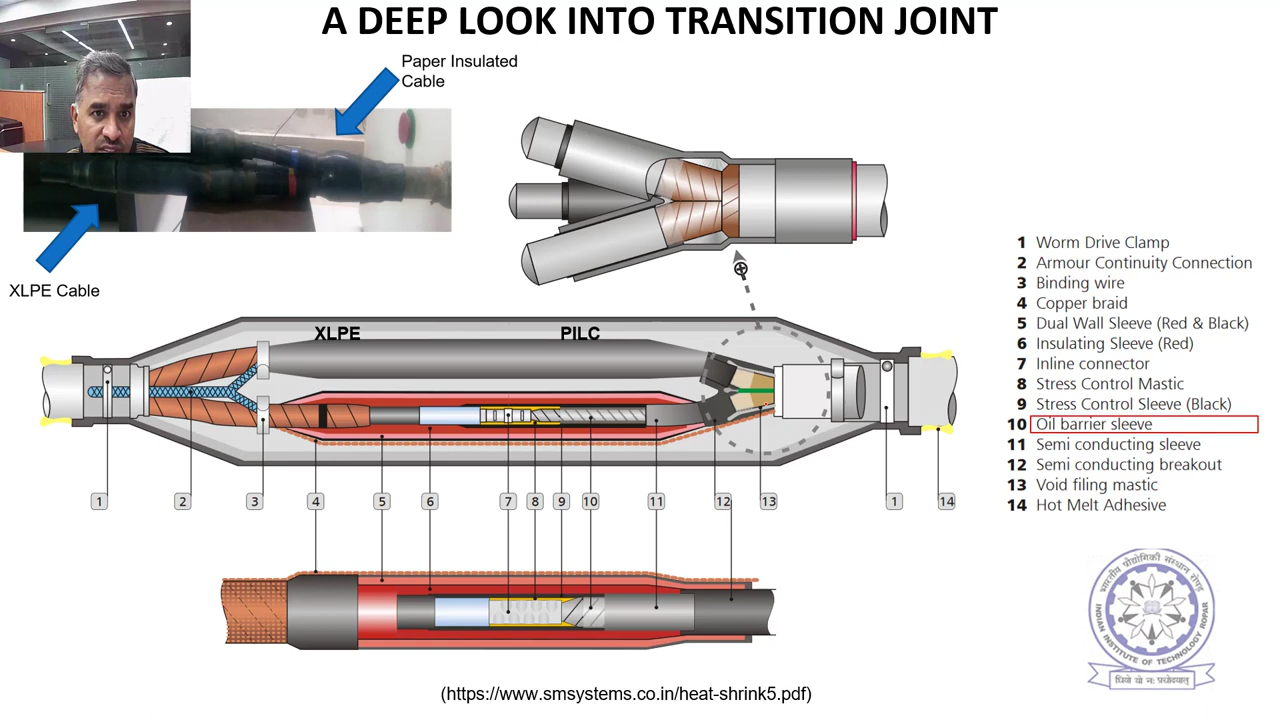 A DEEP LOOK INTO TRANSITION JOINT
Paper Insulated
Cable
XLPE Cable
XLPE
PILC
1 Worm Drive Clamp
2 Armour Continuity Connection
3 Binding wire
4 Copper braid
5 Dual Wall Sleeve (Red & Black)
6 Insulating Sleeve (Red)
7 Inline connector
8 Stress Control Mastic
9 Stress Control Sleeve (Black)
10 Oil barrier sleeve
11 Semi conducting sleeve
12 Semi conducting breakout
13 Void filing mastic
14 Hot Melt Adhesive
1 2 3 4 5 6 7 8 9 10 11 12 13 1 14
भारतीय प्रौद्योगिकी संस्थान रोपड़
INDIAN INSTITUTE OF TECHNOLOGY ROPAR
धियो यो नः प्रचोदयात्
(https://www.smsystems.co.in/heat-shrink5.pdf)